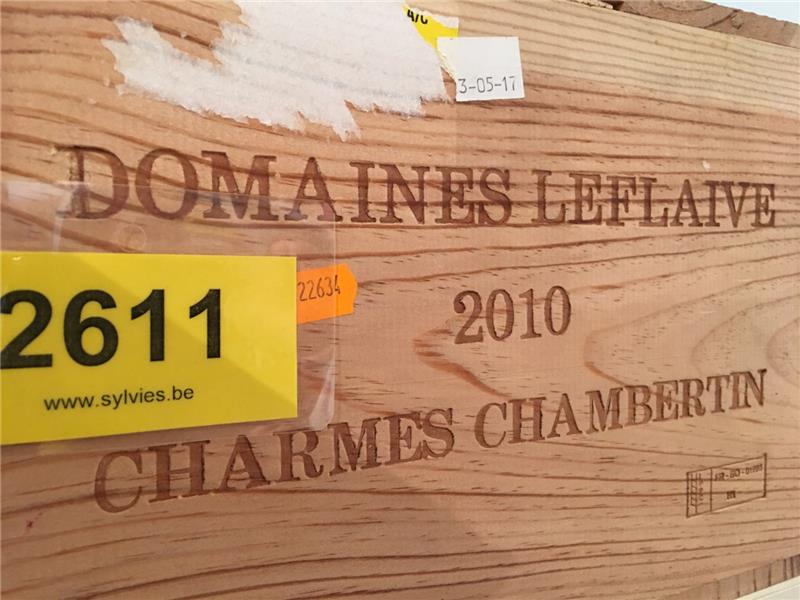 A/C
3-05-17
DOMAINES LEFLAIVE
2611
www.sylvies.be
22634
2010
CHARMES CHAMBERTIN